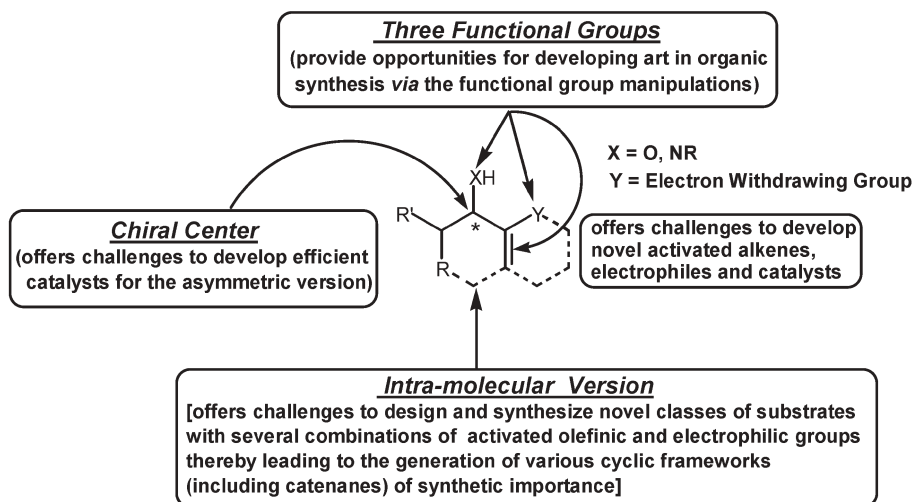 Three Functional Groups
(provide opportunities for developing art in organic
synthesis via the functional group manipulations)
X = O, NR
Y = Electron Withdrawing Group
XH
R'
*
Y
R
Chiral Center
(offers challenges to develop efficient
catalysts for the asymmetric version)
offers challenges to develop
novel activated alkenes,
electrophiles and catalysts
Intra-molecular Version
[offers challenges to design and synthesize novel classes of substrates
with several combinations of activated olefinic and electrophilic groups
thereby leading to the generation of various cyclic frameworks
(including catenanes) of synthetic importance]